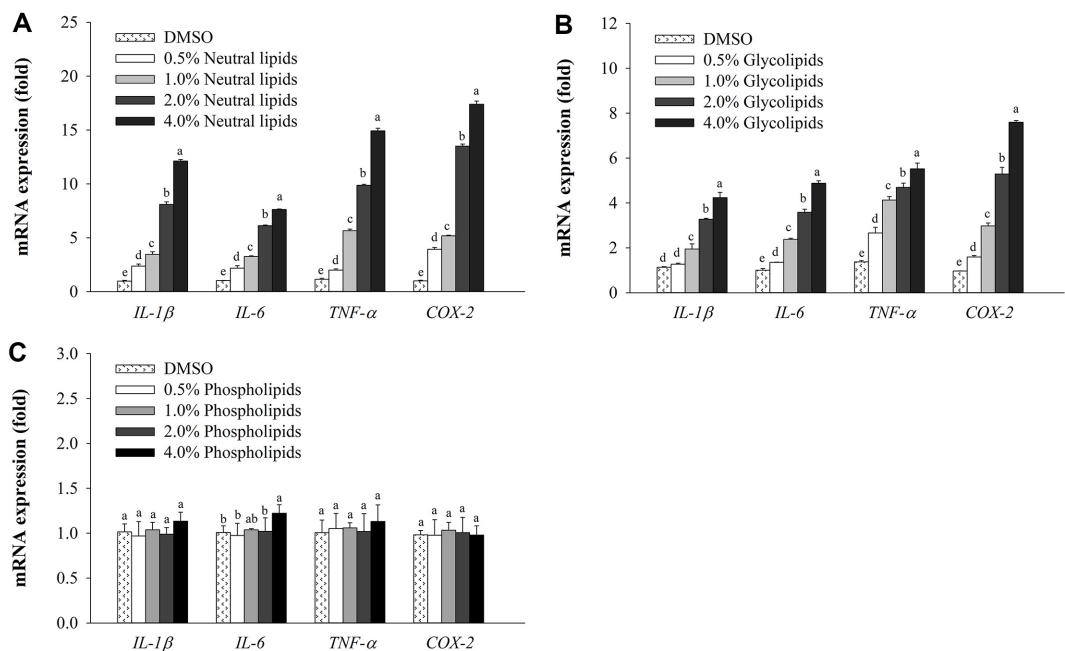 A
mRNA expression (fold)
25
20
15
10
5
0
DMSO
0.5% Neutral lipids
1.0% Neutral lipids
2.0% Neutral lipids
4.0% Neutral lipids
e d c b a
e d c b a
e d c b a
e d c b a
IL-1β IL-6 TNF-α COX-2
B
mRNA expression (fold)
12
10
8
6
4
2
0
DMSO
0.5% Glycolipids
1.0% Glycolipids
2.0% Glycolipids
4.0% Glycolipids
d d c b a
e d c b a
e d c b a
e d c b a
IL-1β IL-6 TNF-α COX-2
C
mRNA expression (fold)
3.0
2.5
2.0
1.5
1.0
0.5
0.0
DMSO
0.5% Phospholipids
1.0% Phospholipids
2.0% Phospholipids
4.0% Phospholipids
a a a a a
b b ab b a
a a a a a
a a a a a
IL-1β IL-6 TNF-α COX-2